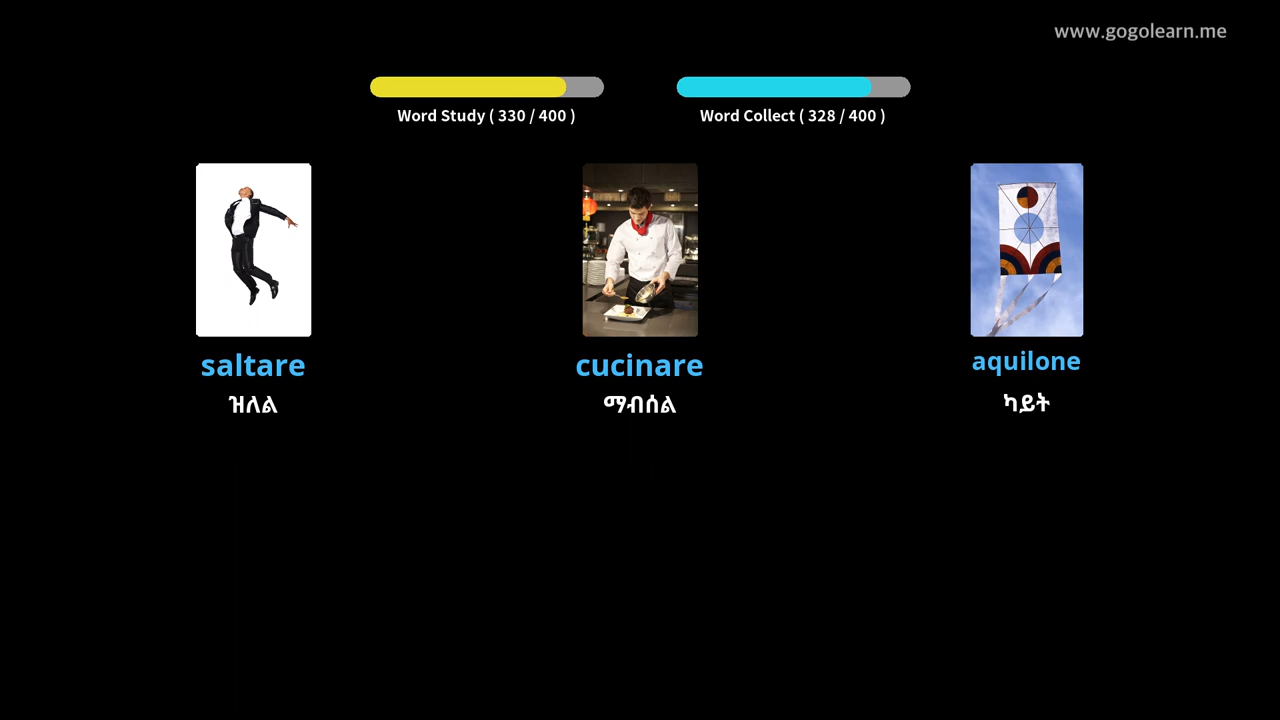 www.gogolearn.me
Word Study ( 330 / 400 )
Word Collect ( 328 / 400 )
saltare
cucinare
aquilone
ዝለል
ማብሰል
ካይት